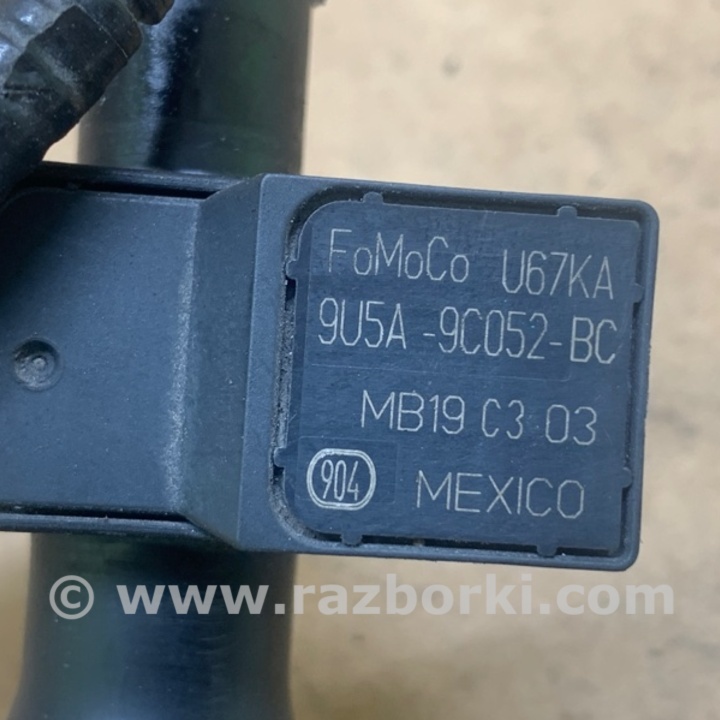 FoMoCo U67KA
9U5A-9C052-BC
MB19 C3 03
904 MEXICO
© www.razborki.com